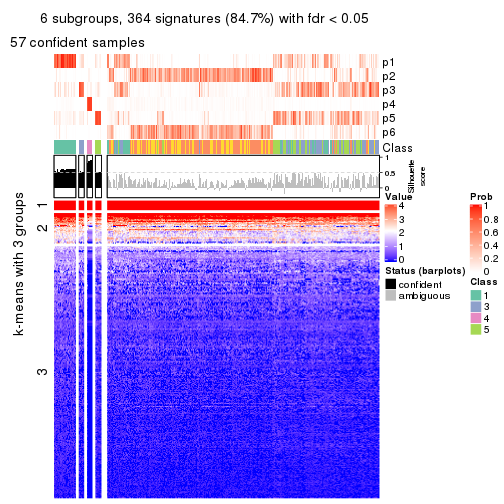 6 subgroups, 364 signatures (84.7%) with fdr < 0.05
57 confident samples
p1
p2
p3
p4
p5
p6
Class
1
0.5
0
Silhouette
score
k-means with 3 groups
1
2
3
Value
4
3
2
1
0
Status (barplots)
confident
ambiguous
Prob
1
0.8
0.6
0.4
0.2
0
Class
1
3
4
5